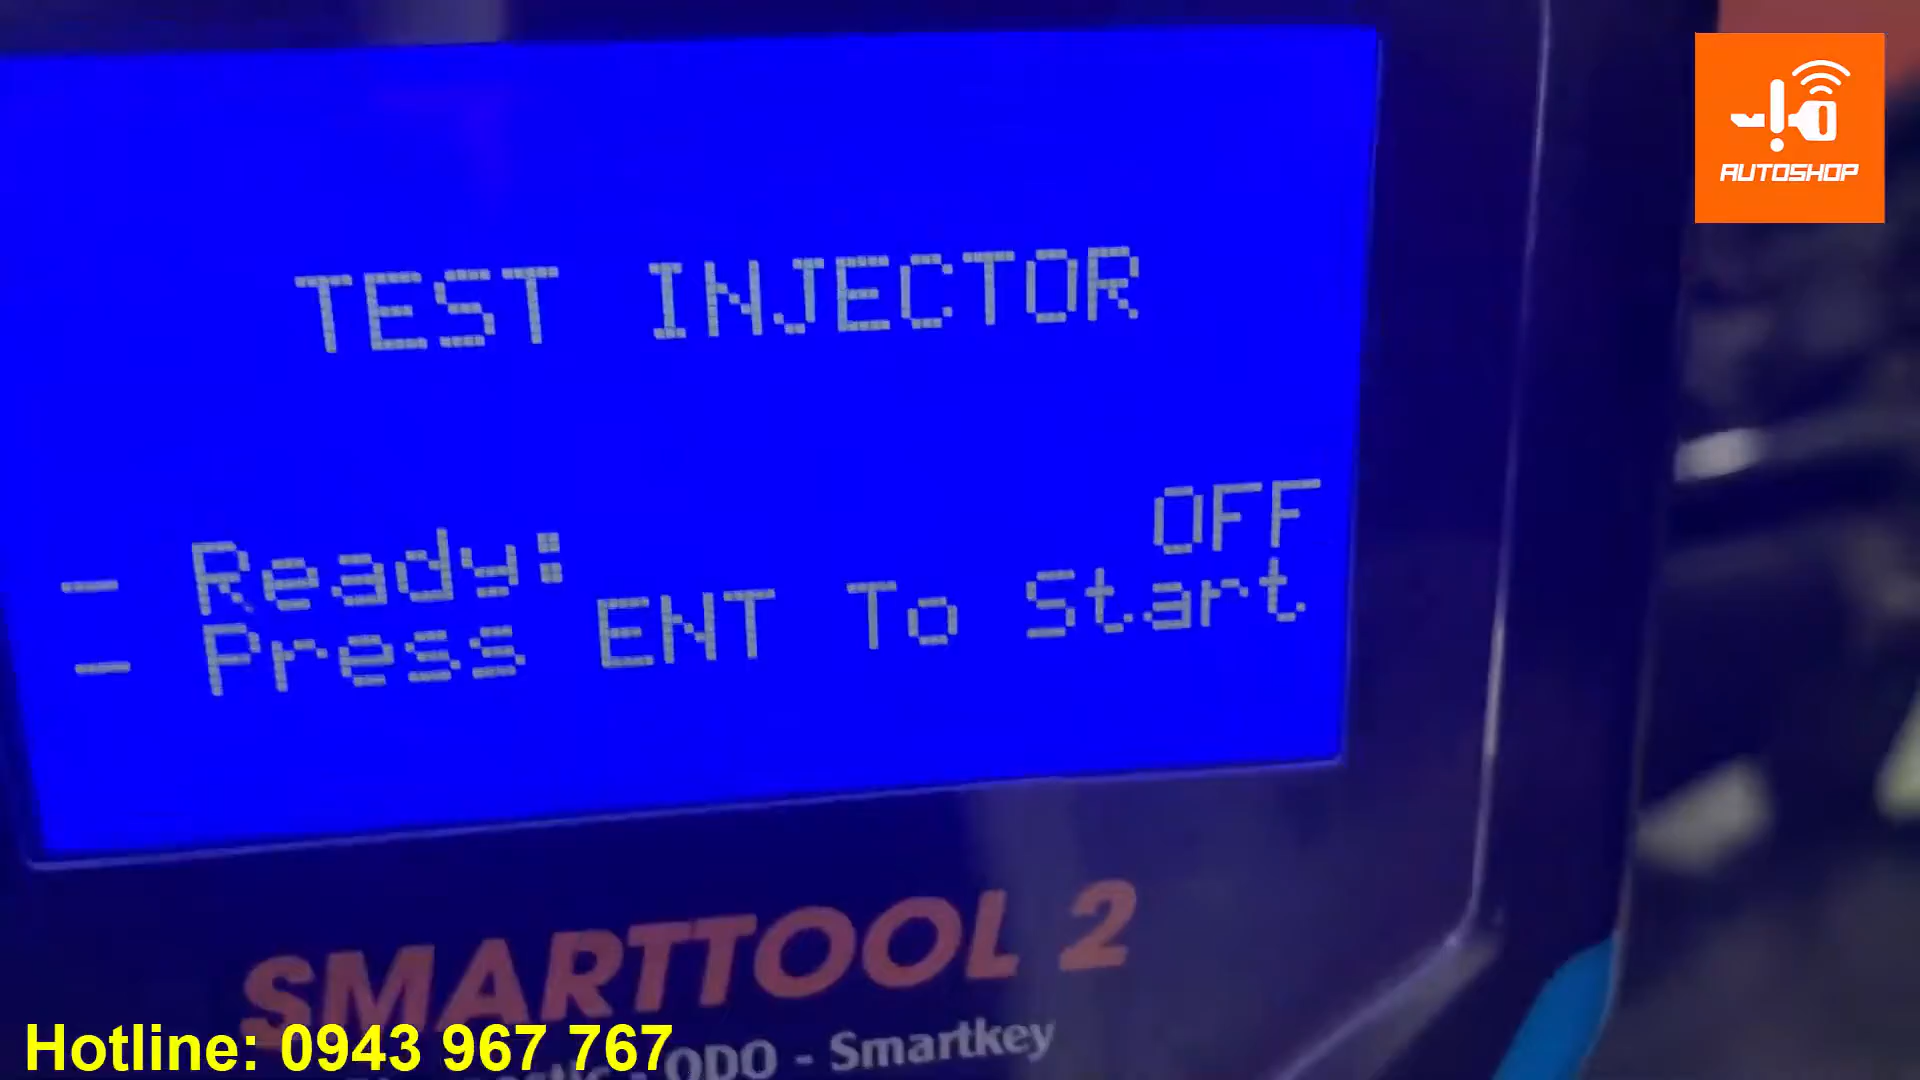 AUTOSHOP
TEST INJECTOR
- Ready: OFF
- Press ENT To Start
SMARTTOOL 2
ODO - Smartkey
Hotline: 0943 967 767